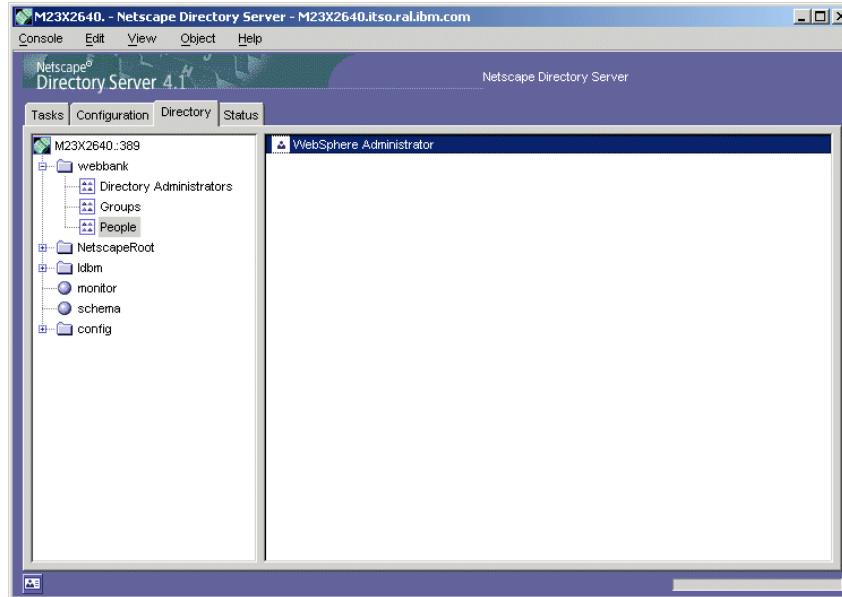 M23X2640. - Netscape Directory Server - M23X2640.itso.ral.ibm.com
Console Edit View Object Help
Netscape®
Directory Server 4.1
Netscape Directory Server
Tasks Configuration Directory Status
M23X2640.:389
webbank
Directory Administrators
Groups
People
NetscapeRoot
ldbm
monitor
schema
config
WebSphere Administrator